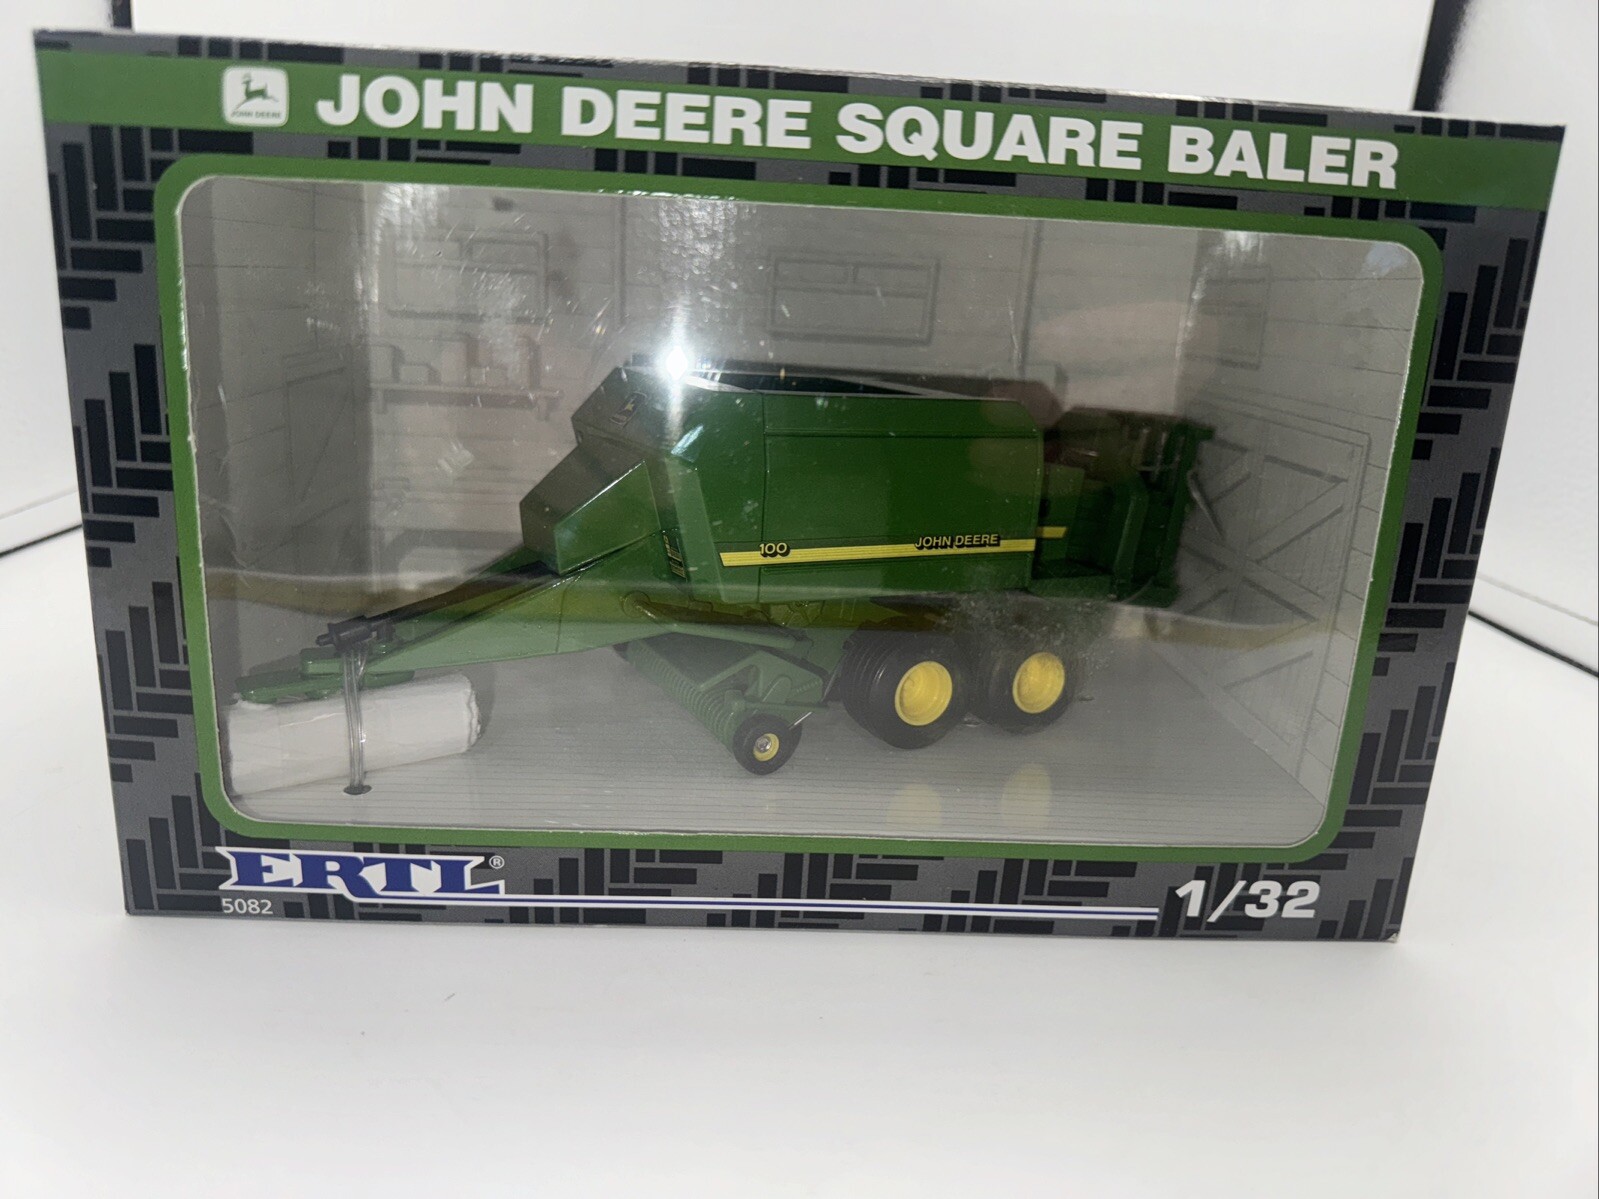 JOHN DEERE
JOHN DEERE SQUARE BALER
100
JOHN DEERE
ERTL®
5082
1/32